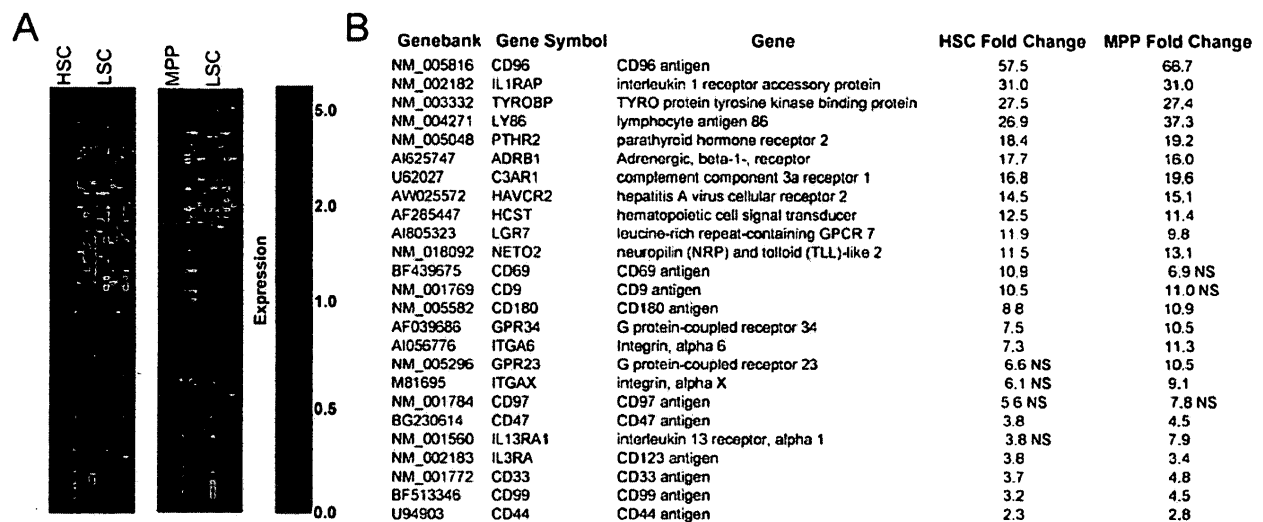 A
HSC
LSC
MPP
LSC
5.0
2.0
1.0
0.5
0.0
Expression
B
Genebank Gene Symbol Gene HSC Fold Change MPP Fold Change
NM_005816 CD96 CD96 antigen 57.5 66.7
NM_002182 IL1RAP interleukin 1 receptor accessory protein 31.0 31.0
NM_003332 TYROBP TYRO protein tyrosine kinase binding protein 27.5 27.4
NM_004271 LY86 lymphocyte antigen 86 26.9 37.3
NM_005048 PTHR2 parathyroid hormone receptor 2 18.4 19.2
AI625747 ADRB1 Adrenergic, beta-1-, receptor 17.7 16.0
U62027 C3AR1 complement component 3a receptor 1 16.8 19.6
AW025572 HAVCR2 hepatitis A virus cellular receptor 2 14.5 15.1
AF285447 HCST hematopoietic cell signal transducer 12.5 11.4
AI805323 LGR7 leucine-rich repeat-containing GPCR 7 11.9 9.8
NM_018092 NETO2 neuropilin (NRP) and tolloid (TLL)-like 2 11.5 13.1
BF439675 CD69 CD69 antigen 10.9 6.9 NS
NM_001769 CD9 CD9 antigen 10.5 11.0 NS
NM_005582 CD180 CD180 antigen 8.8 10.9
AF039686 GPR34 G protein-coupled receptor 34 7.5 10.5
AI056776 ITGA6 Integrin, alpha 6 7.3 11.3
NM_005296 GPR23 G protein-coupled receptor 23 6.6 NS 10.5
M81695 ITGAX integrin, alpha X 6.1 NS 9.1
NM_001784 CD97 CD97 antigen 5.6 NS 7.8 NS
BG230614 CD47 CD47 antigen 3.8 4.5
NM_001560 IL13RA1 interleukin 13 receptor, alpha 1 3.8 NS 7.9
NM_002183 IL3RA CD123 antigen 3.8 3.4
NM_001772 CD33 CD33 antigen 3.7 4.8
BF513346 CD99 CD99 antigen 3.2 4.5
U94903 CD44 CD44 antigen 2.3 2.8